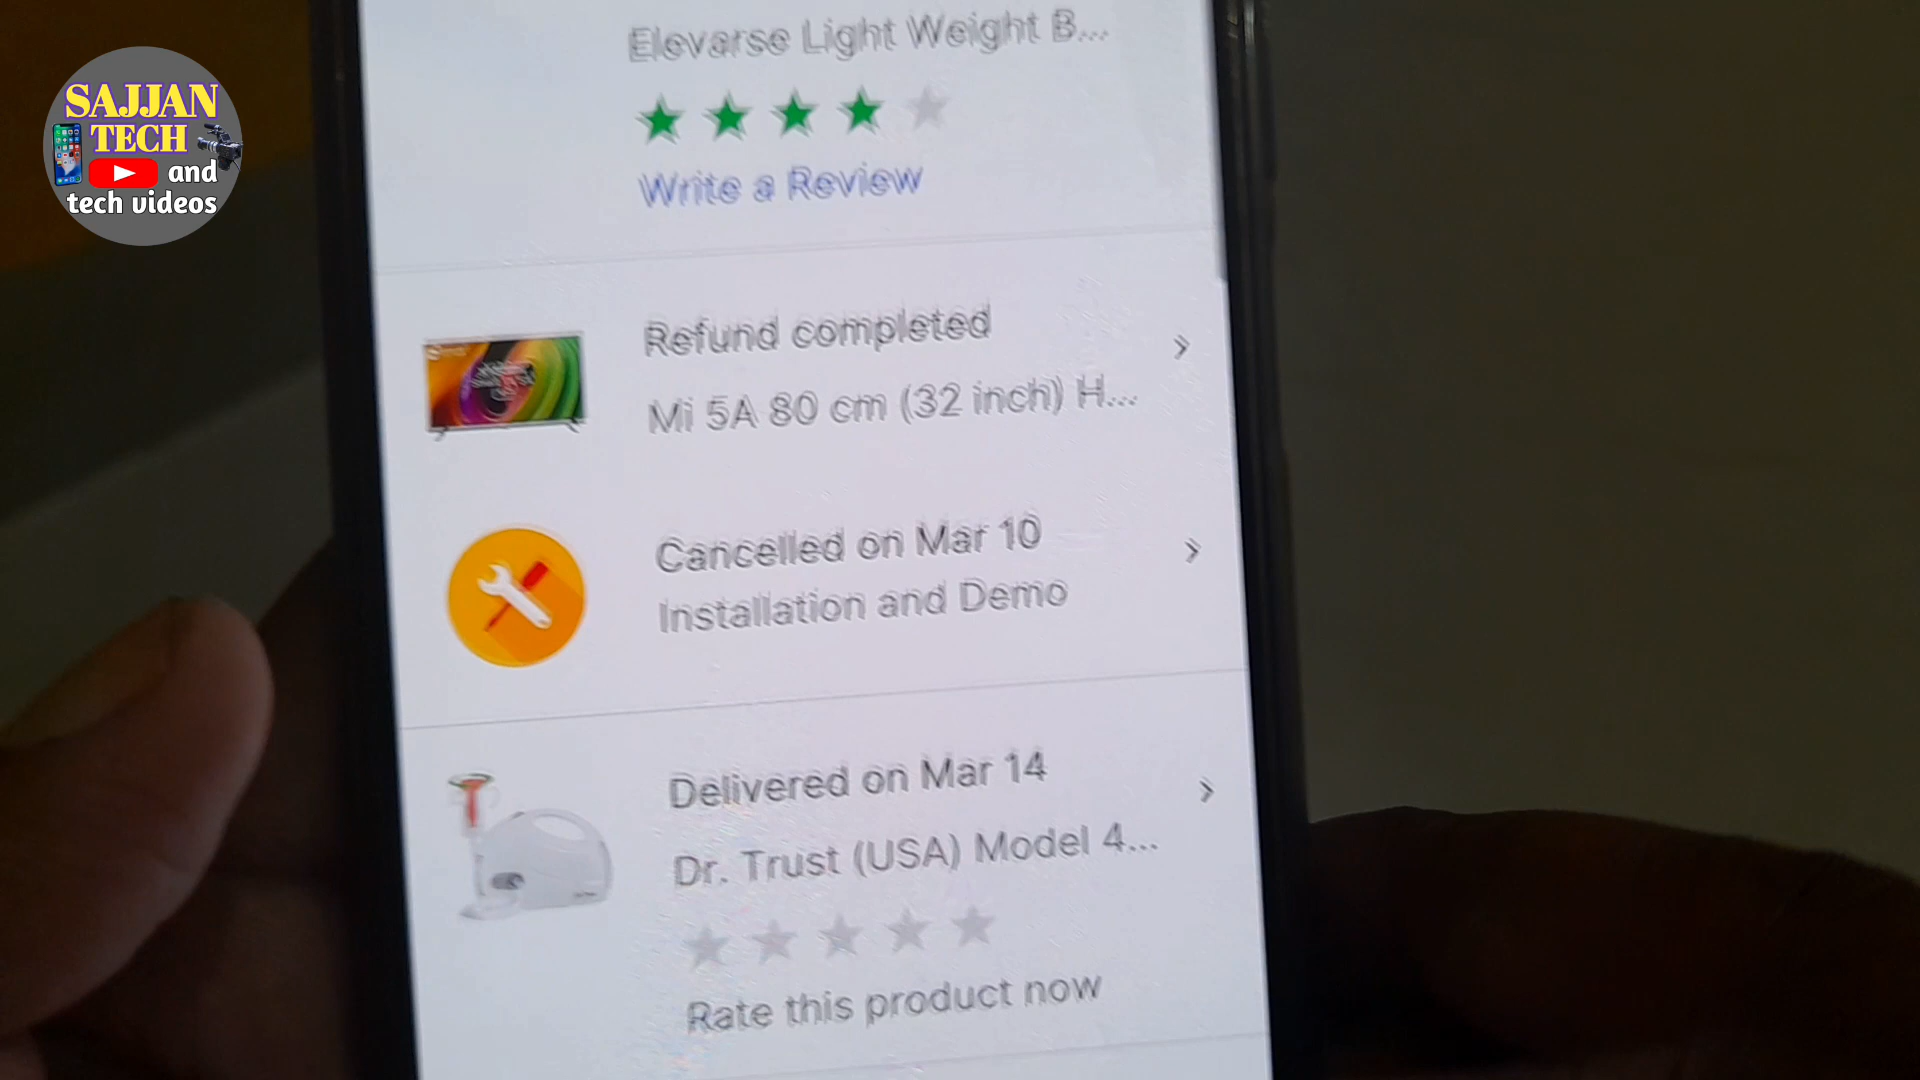 SAJJAN
TECH
and
tech videos
Elevarse Light Weight B...
Write a Review
Refund completed
Mi 5A 80 cm (32 inch) H...
Cancelled on Mar 10
Installation and Demo
Delivered on Mar 14
Dr. Trust (USA) Model 4...
Rate this product now